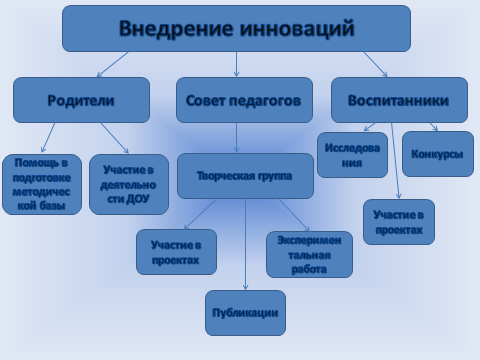 Внедрение инноваций
Родители
Совет педагогов
Воспитанники
Помощь в
подготовке
методичес
кой базы
Участие в
деятельно
сти ДОУ
Творческая группа
Исследова
ния
Конкурсы
Участие в
проектах
Участие в
проектах
Эксперимен
тальная
работа
Публикации